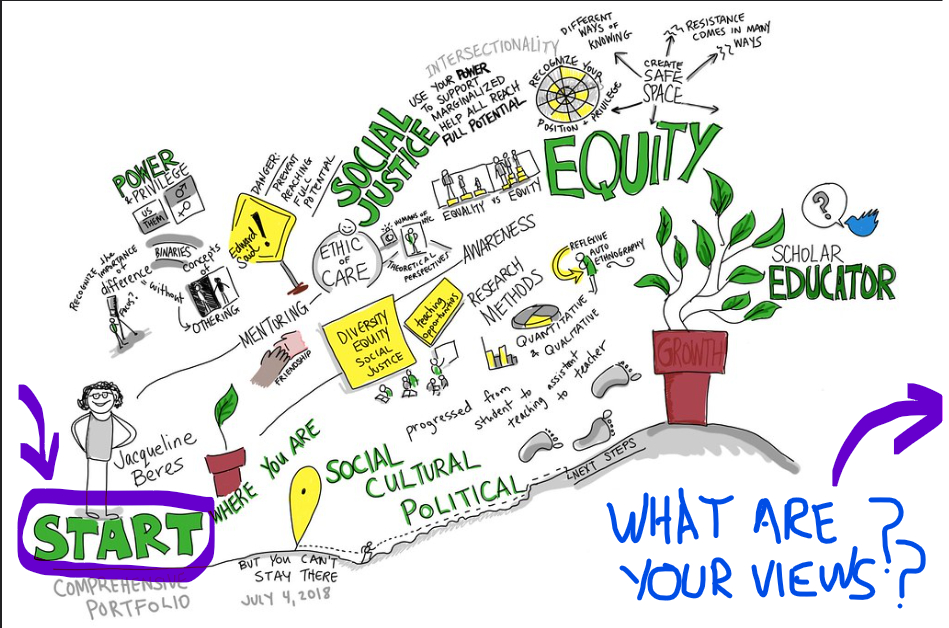 DIFFERENT
WAYS OF
KNOWING
RESISTANCE
COMES IN MANY
WAYS
INTERSECTIONALITY
USE YOUR POWER
TO SUPPORT
MARGINALIZED
HELP ALL REACH
FULL POTENTIAL
RECOGNIZE YOUR
POSITION + PRIVILEGE
CREATE
SAFE
SPACE
SOCIAL
JUSTICE
EQUITY
EQUALITY VS EQUITY
POWER
& PRIVILEGE
US
THEM
BINARIES
DANGER:
PREVENT
REACHING
POTENTIAL
!
Edward
Said
RECOGNIZE the
IMPORTANCE
of
difference
"without
concepts
of
OTHERING
ETHIC
of
CARE
HUMANS OF
THEORETICAL
PERSPECTIVES
AWARENESS
REFLEXIVE
AUTO
ETHNOGRAPHY
?
SCHOLAR
EDUCATOR
MENTORING
FRIENDSHIP
DIVERSITY
EQUITY
SOCIAL
JUSTICE
teaching
opportunities
RESEARCH
METHODS
QUANTITATIVE
& QUALITATIVE
GROWTH
progressed from
student to
teaching assistant
to teacher
Jacqueline
Beres
START
WHERE YOU ARE
SOCIAL
CULTURAL
POLITICAL
NEXT STEPS
BUT YOU CAN'T
STAY THERE
JULY 4, 2018
COMPREHENSIVE
PORTFOLIO
WHAT ARE
YOUR VIEWS??